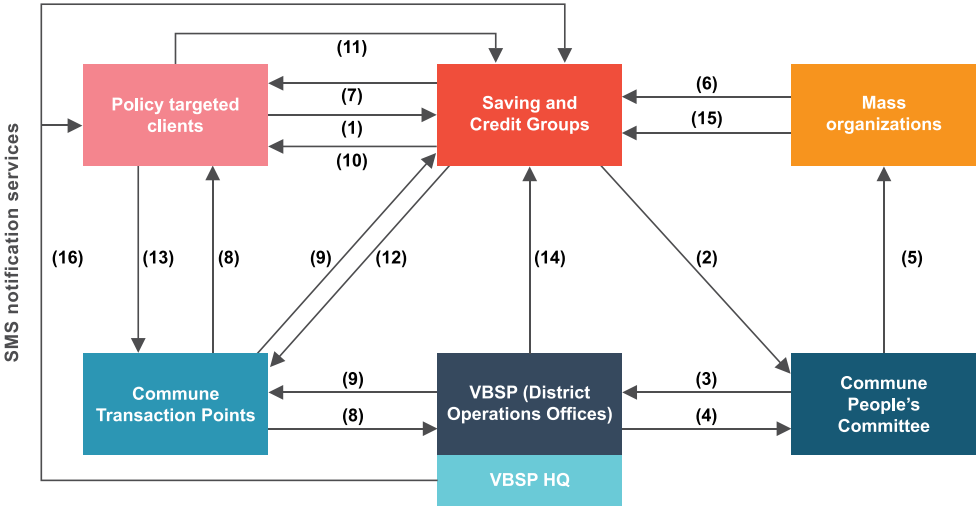 (11)
Policy targeted
clients
(7)
(1)
(10)
Saving and
Credit Groups
(6)
(15)
Mass
organizations
SMS notification services
(16)
(13)
(8)
(9)
(12)
(14)
(2)
(5)
Commune
Transaction Points
(9)
(8)
VBSP (District
Operations Offices)
(3)
(4)
Commune
People's
Committee
VBSP HQ